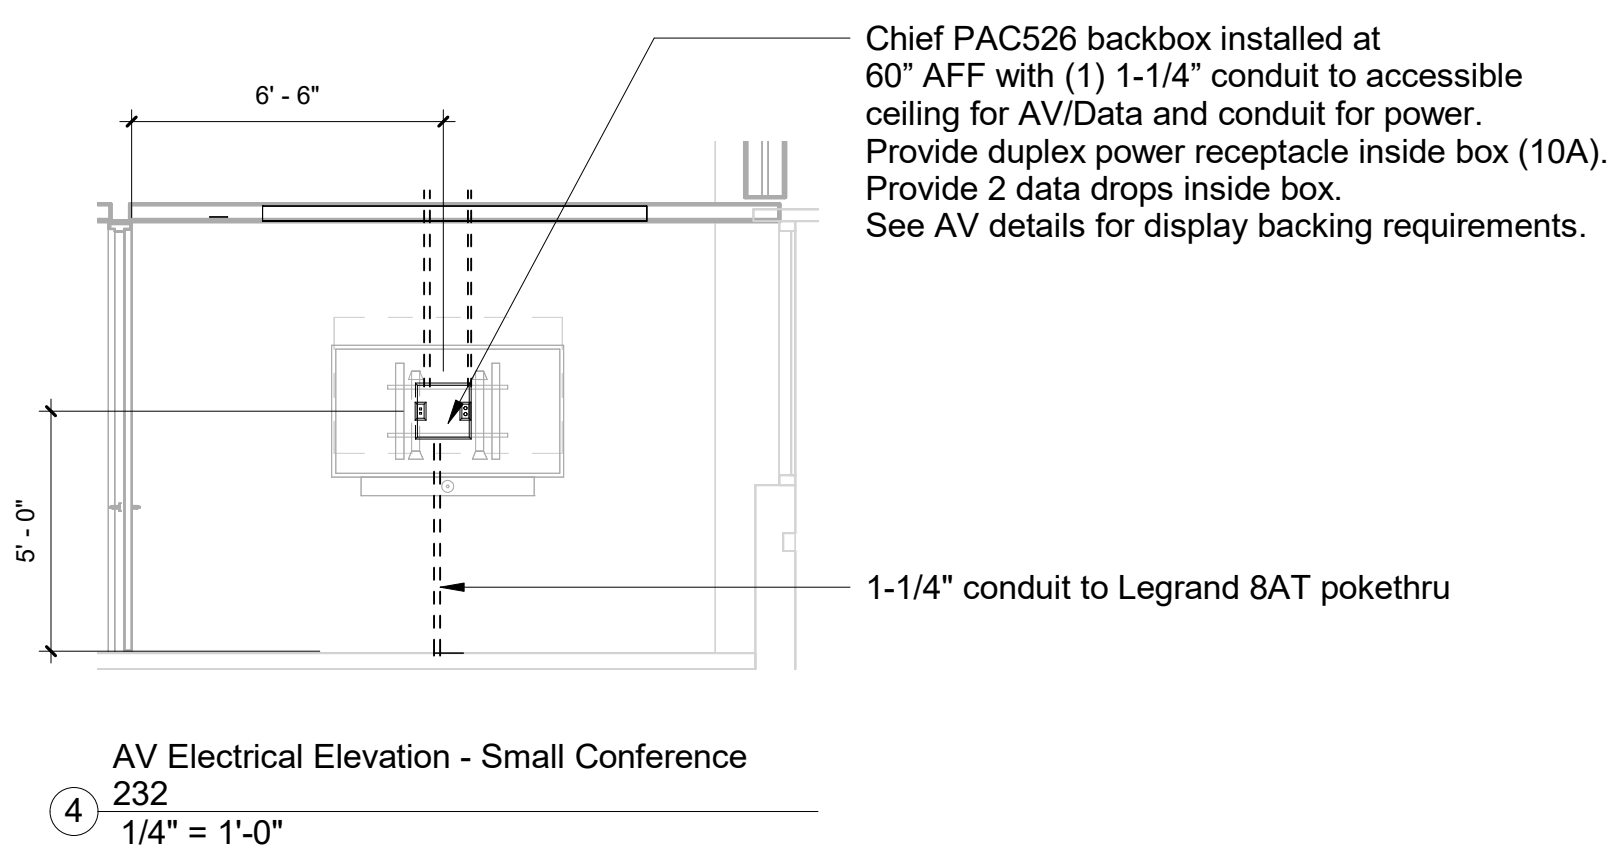 Chief PAC526 backbox installed at
60” AFF with (1) 1-1/4” conduit to accessible
ceiling for AV/Data and conduit for power.
Provide duplex power receptacle inside box (10A).
Provide 2 data drops inside box.
See AV details for display backing requirements.
6' - 6"
5' - 0"
1-1/4" conduit to Legrand 8AT pokethru
AV Electrical Elevation - Small Conference
232
4
1/4" = 1'-0"